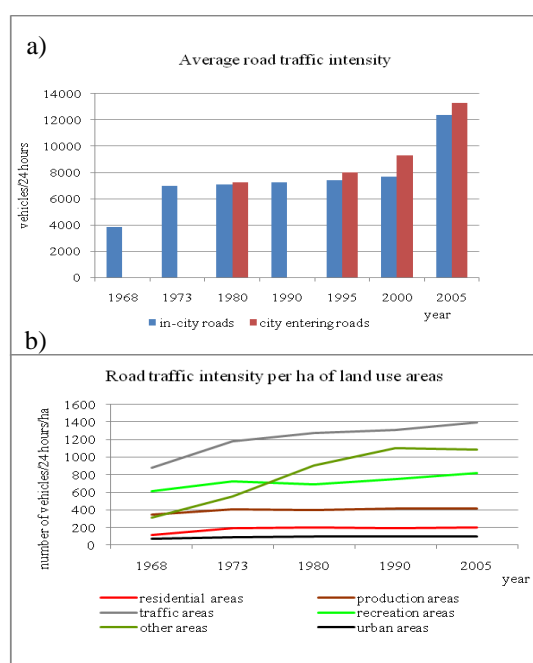 a)
Average road traffic intensity
vehicles/24 hours
14000
12000
10000
8000
6000
4000
2000
0
1968 1973 1980 1990 1995 2000 2005
year
in-city roads city entering roads
b)
Road traffic intensity per ha of land use areas
number of vehicles/24 hours/ha
1600
1400
1200
1000
800
600
400
200
0
1968 1973 1980 1990 2005
year
residential areas production areas
traffic areas recreation areas
other areas urban areas